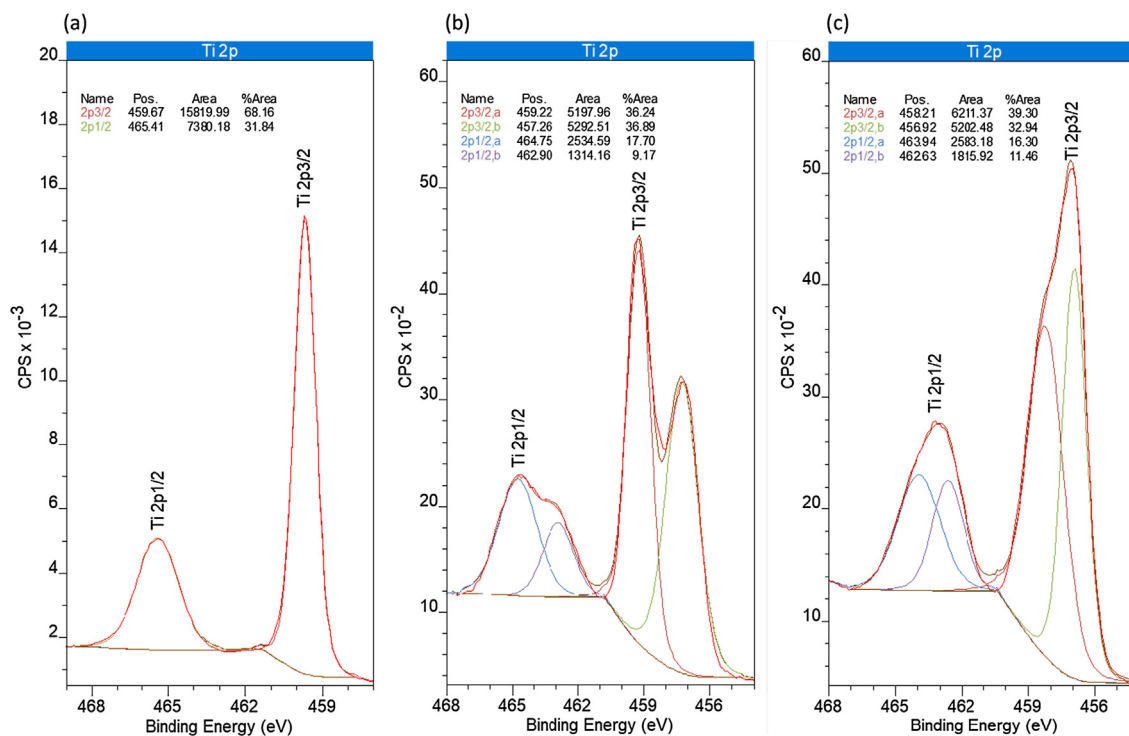 (a)
Ti 2p
20
18
16
14
12
10
8
6
4
2
CPS x 10-3
Name Pos. Area %Area
2p3/2 459.67 15819.99 68.16
2p1/2 465.41 7380.18 31.84
Ti 2p1/2
Ti 2p3/2
468 465 462 459
Binding Energy (eV)
(b)
Ti 2p
60
50
40
30
20
10
CPS x 10-2
Name Pos. Area %Area
2p3/2,a 459.22 5197.96 36.24
2p3/2,b 457.26 5292.51 36.89
2p1/2,a 464.75 2534.59 17.70
2p1/2,b 462.90 1314.16 9.17
Ti 2p1/2
Ti 2p3/2
468 465 462 459 456
Binding Energy (eV)
(c)
Ti 2p
60
50
40
30
20
10
CPS x 10-2
Name Pos. Area %Area
2p3/2,a 458.21 6211.37 39.30
2p3/2,b 456.92 5202.48 32.94
2p1/2,a 463.94 2583.18 16.30
2p1/2,b 462.63 1815.92 11.46
Ti 2p1/2
Ti 2p3/2
468 465 462 459 456
Binding Energy (eV)